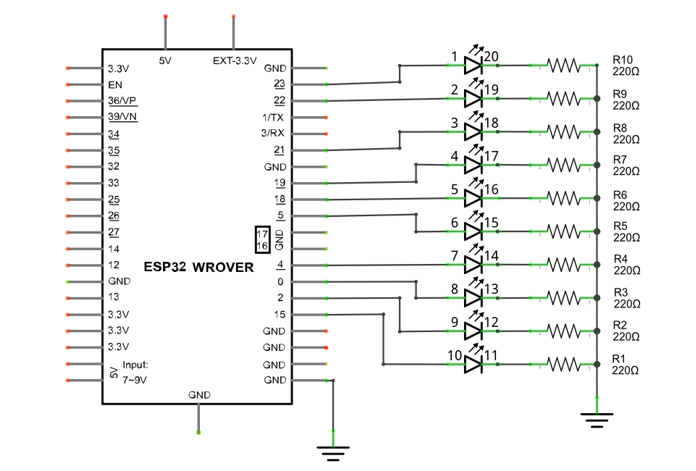 5V
EXT-3.3V
3.3V
EN
36/VP
39/VN
34
35
32
33
25
26
27
14
12
GND
13
3.3V
3.3V
3.3V
5V
Input:
7~9V
GND
ESP32 WROVER
GND
23
22
1/TX
3/RX
21
GND
19
18
5
17
16
GND
4
0
2
15
GND
GND
GND
GND
1 20
2 19
3 18
4 17
5 16
6 15
7 14
8 13
9 12
10 11
R10
220Ω
R9
220Ω
R8
220Ω
R7
220Ω
R6
220Ω
R5
220Ω
R4
220Ω
R3
220Ω
R2
220Ω
R1
220Ω